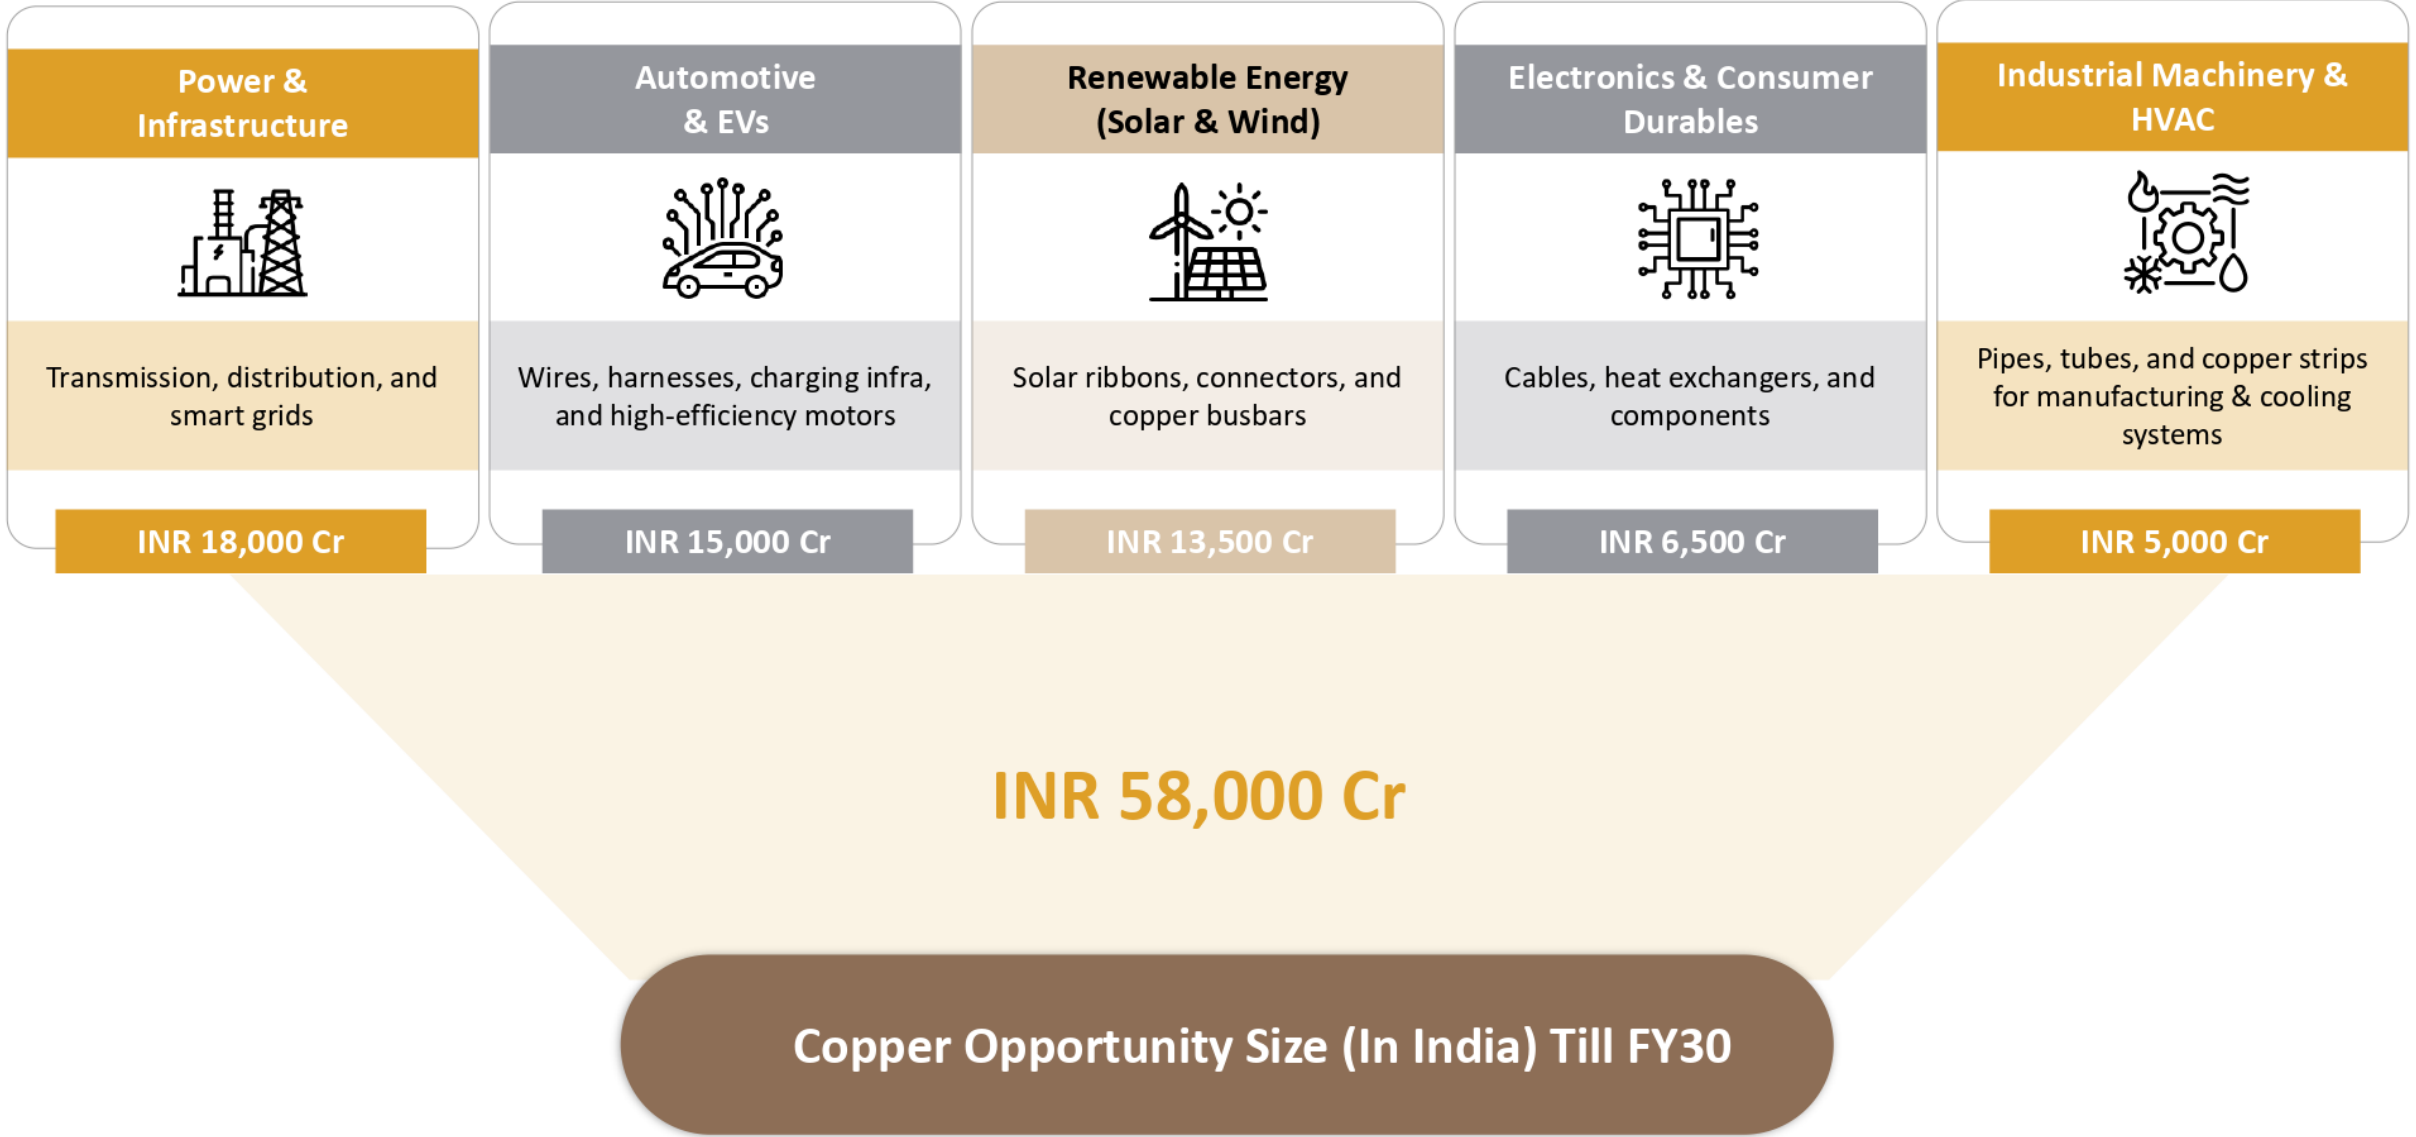 Power &
Infrastructure
Transmission, distribution, and
smart grids
INR 18,000 Cr
Automotive
& EVs
Wires, harnesses, charging infra,
and high-efficiency motors
INR 15,000 Cr
Renewable Energy
(Solar & Wind)
Solar ribbons, connectors, and
copper busbars
INR 13,500 Cr
Electronics & Consumer
Durables
Cables, heat exchangers, and
components
INR 6,500 Cr
Industrial Machinery &
HVAC
Pipes, tubes, and copper strips
for manufacturing & cooling
systems
INR 5,000 Cr
INR 58,000 Cr
Copper Opportunity Size (In India) Till FY30